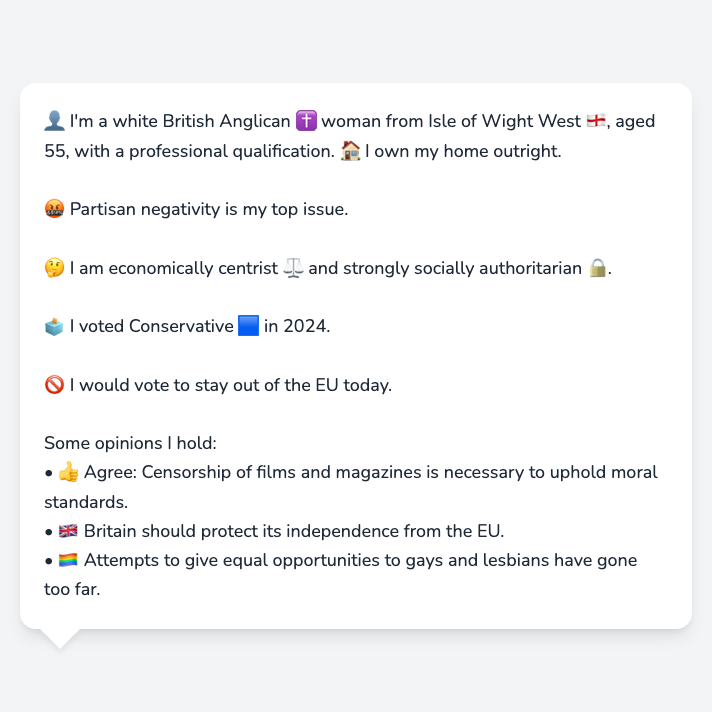 👤 I'm a white British Anglican ✝️ woman from Isle of Wight West 🏴󠁧󠁢󠁥󠁮󠁧󠁿, aged
55, with a professional qualification. 🏠 I own my home outright.
🤬 Partisan negativity is my top issue.
🤔 I am economically centrist ⚖️ and strongly socially authoritarian 🔒.
🗳️ I voted Conservative 🟦 in 2024.
🚫 I would vote to stay out of the EU today.
Some opinions I hold:
• 👍 Agree: Censorship of films and magazines is necessary to uphold moral
standards.
• 🇬🇧 Britain should protect its independence from the EU.
• 🏳️‍🌈 Attempts to give equal opportunities to gays and lesbians have gone
too far.